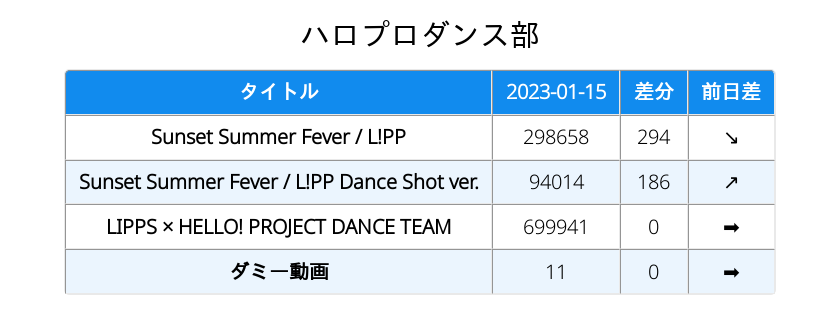 ハロプロダンス部
タイトル 2023-01-15 差分 前日差
Sunset Summer Fever / L!PP 298658 294 ↘
Sunset Summer Fever / L!PP Dance Shot ver. 94014 186 ↗
LIPPS × HELLO! PROJECT DANCE TEAM 699941 0 ➡
ダミー動画 11 0 ➡